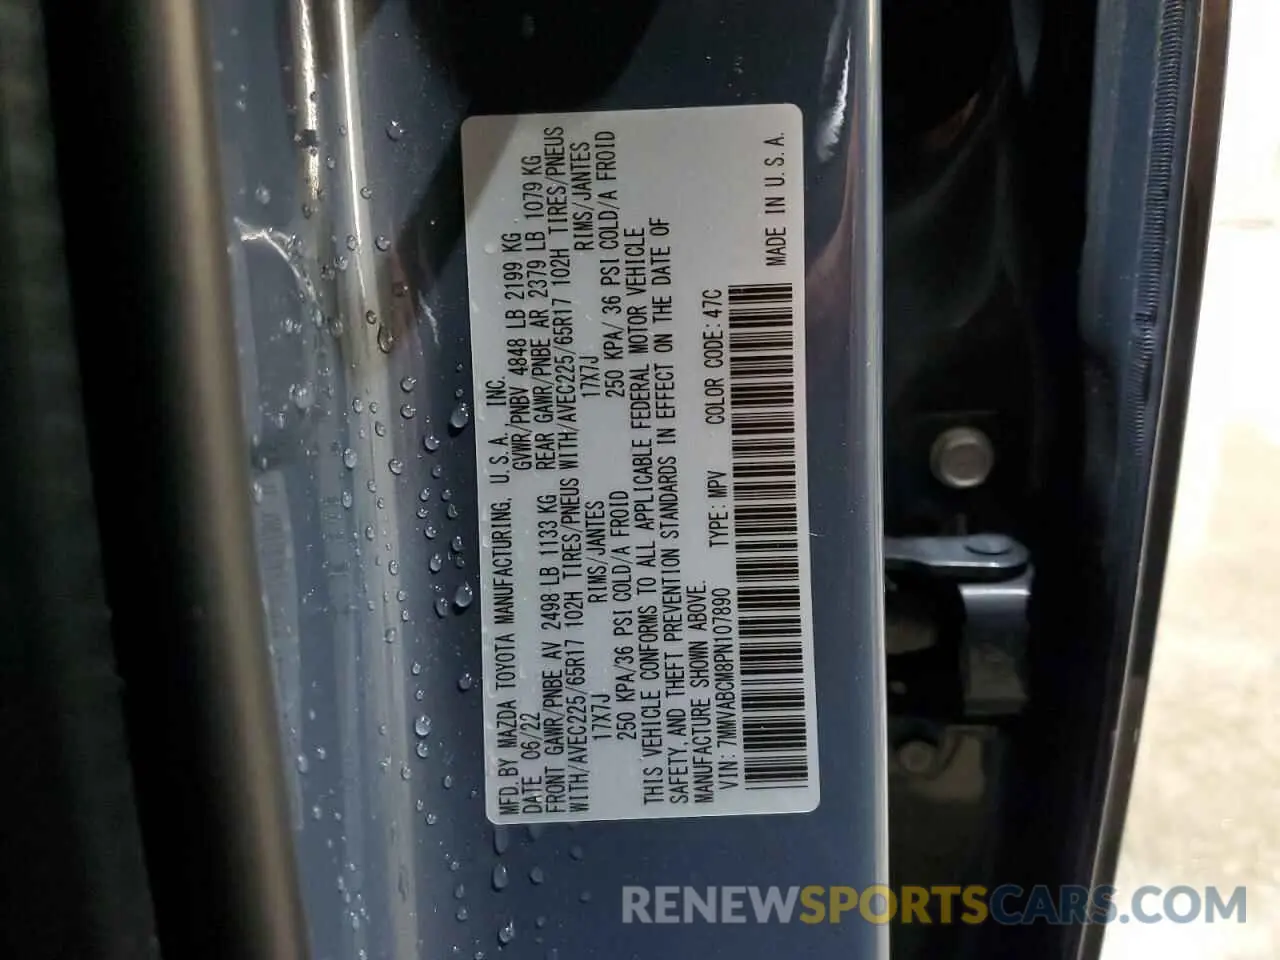 MFD. BY MAZDA TOYOTA MANUFACTURING, U.S.A. INC.
DATE 06/22 GVWR/PNBV 4848 LB 2199 KG
FRONT GAWR/PNBE AV 2498 LB 1133 KG REAR GAWR/PNBE AR 2379 LB 1079 KG
WITH/AVEC225/65R17 102H TIRES/PNEUS WITH/AVEC225/65R17 102H TIRES/PNEUS
17X7J RIMS/JANTES 17X7J RIMS/JANTES
250 KPA/36 PSI COLD/A FROID 250 KPA/ 36 PSI COLD/A FROID
THIS VEHICLE CONFORMS TO ALL APPLICABLE FEDERAL MOTOR VEHICLE
SAFETY, AND THEFT PREVENTION STANDARDS IN EFFECT ON THE DATE OF
MANUFACTURE SHOWN ABOVE.
VIN: 7MMVABCM8PN107890 TYPE: MPV COLOR CODE: 47C
MADE IN U.S.A.
RENEWSPORTSCARS.COM